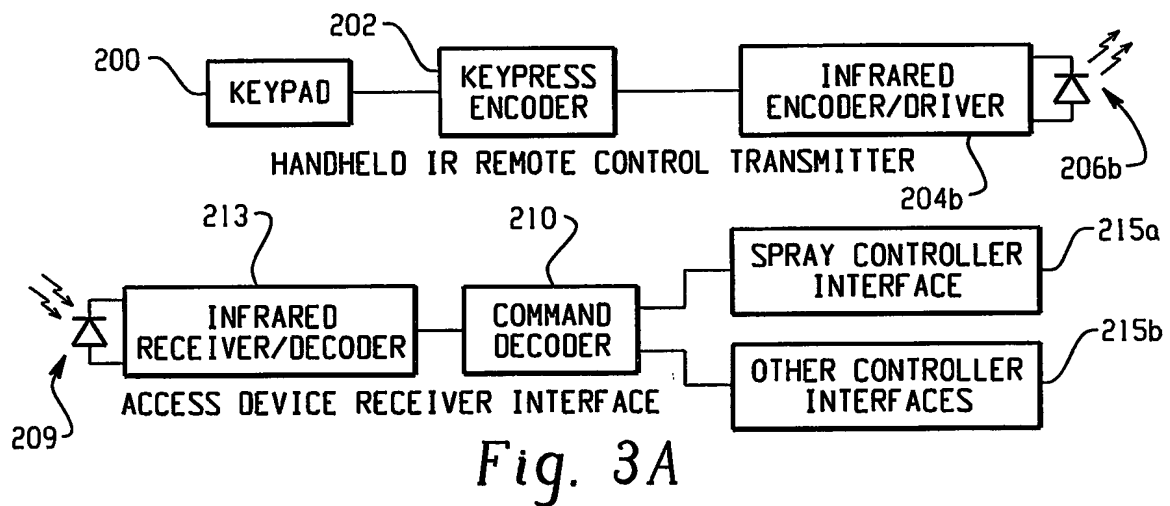 202
200
KEYPAD
KEYPRESS
ENCODER
INFRARED
ENCODER/DRIVER
206b
204b
HANDHELD IR REMOTE CONTROL TRANSMITTER
213
210
215a
INFRARED
RECEIVER/DECODER
COMMAND
DECODER
SPRAY CONTROLLER
INTERFACE
215b
OTHER CONTROLLER
INTERFACES
ACCESS DEVICE RECEIVER INTERFACE
209
Fig. 3A